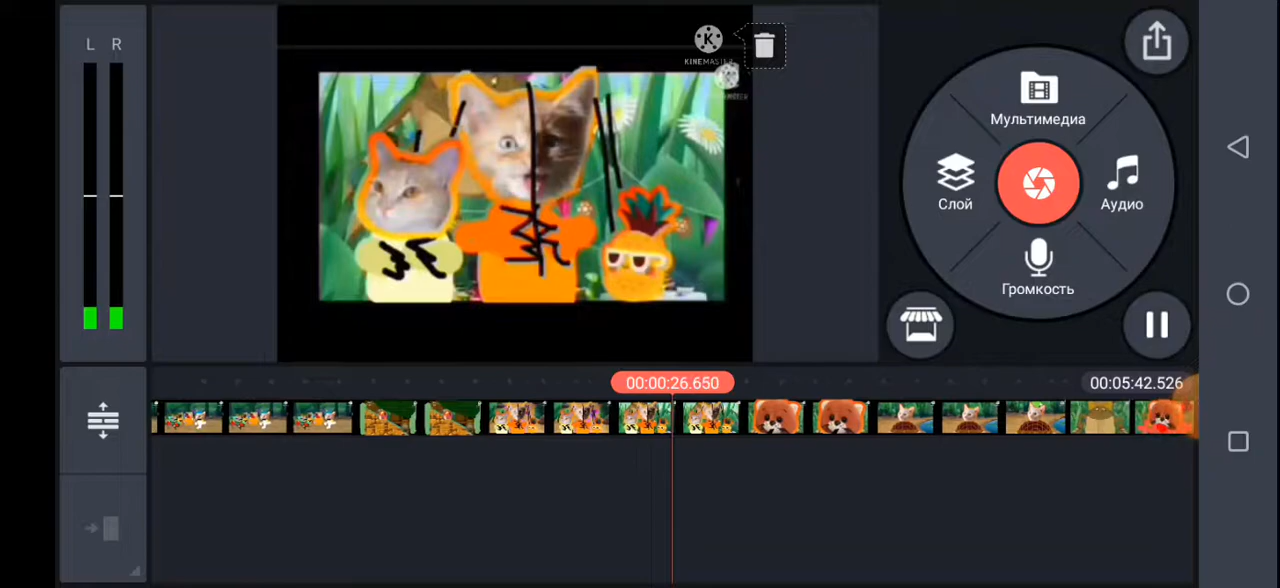 L R
KINEMASTER
Мультимедиа
Слой
Аудио
Громкость
00:00:26.650
00:05:42.526